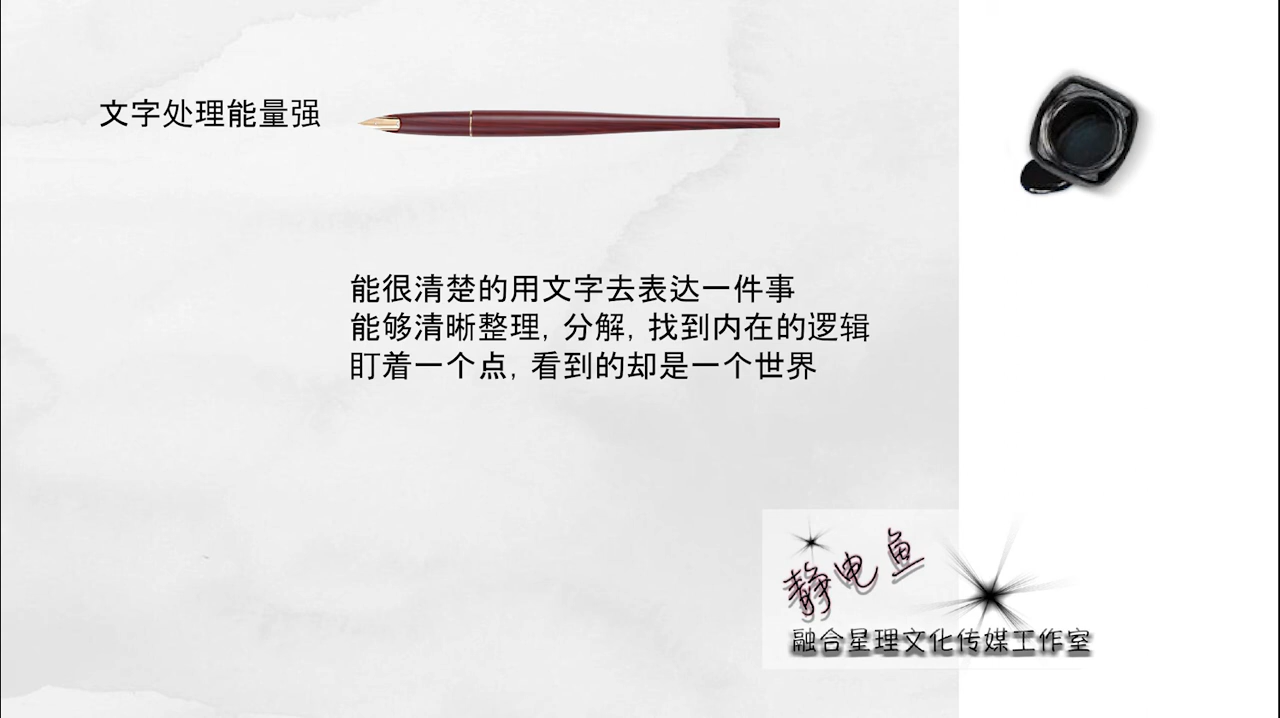 文字处理能量强
能很清楚的用文字去表达一件事
能够清晰整理，分解，找到内在的逻辑
盯着一个点，看到的却是一个世界
静电鱼
融合星理文化传媒工作室